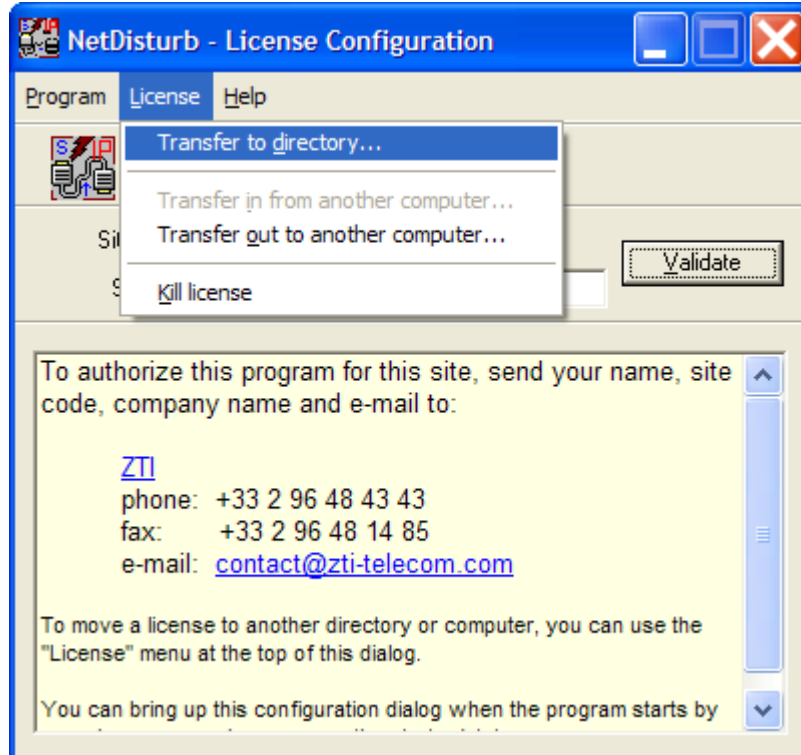 NetDisturb - License Configuration
Program License Help
Transfer to directory...
Transfer in from another computer...
Transfer out to another computer...
Kill license
Validate
To authorize this program for this site, send your name, site
code, company name and e-mail to:
ZTI
phone: +33 2 96 48 43 43
fax: +33 2 96 48 14 85
e-mail: contact@zti-telecom.com
To move a license to another directory or computer, you can use the
"License" menu at the top of this dialog.
You can bring up this configuration dialog when the program starts by